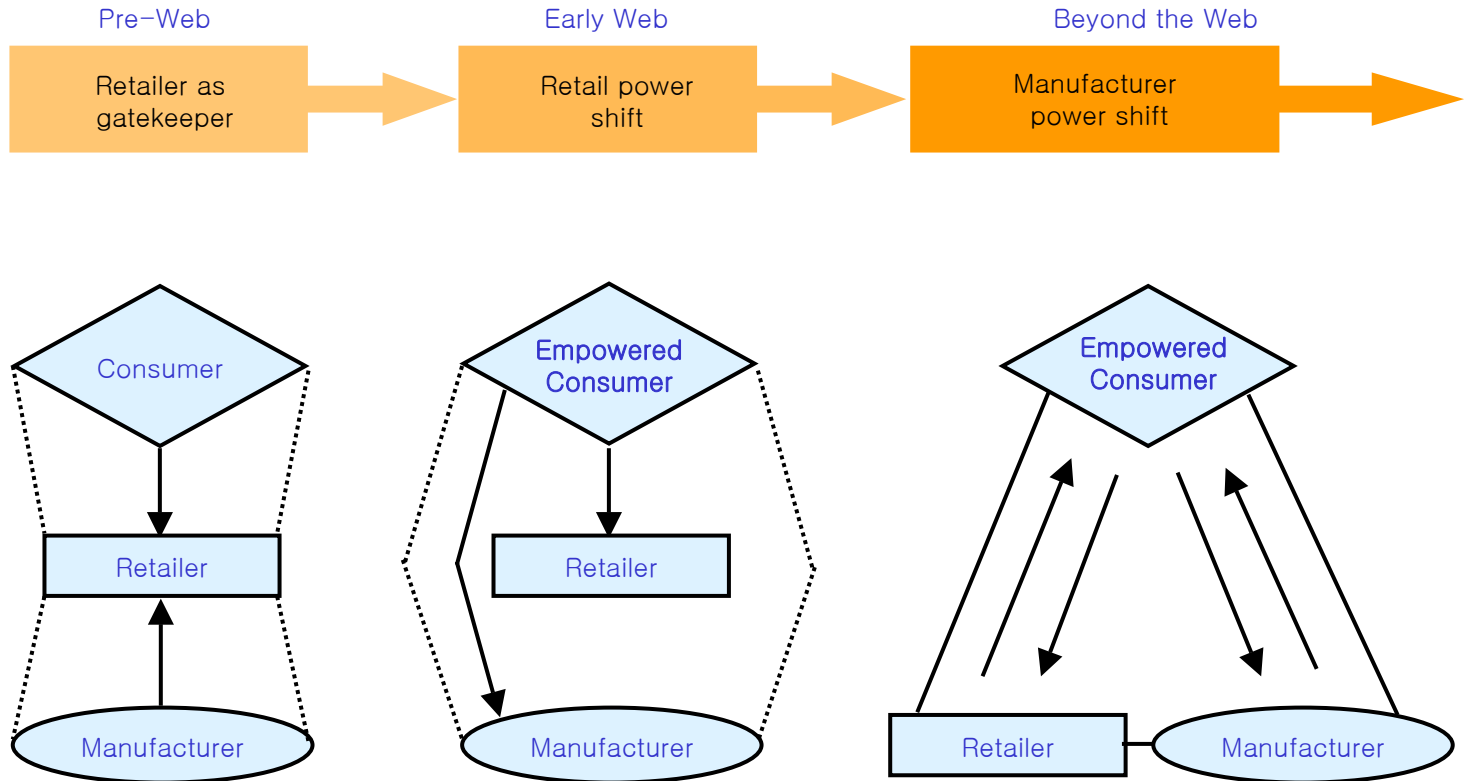 Pre-Web
Early Web
Beyond the Web
Retailer as
gatekeeper
Retail power
shift
Manufacturer
power shift
Consumer
Retailer
Manufacturer
Empowered
Consumer
Retailer
Manufacturer
Empowered
Consumer
Retailer
Manufacturer